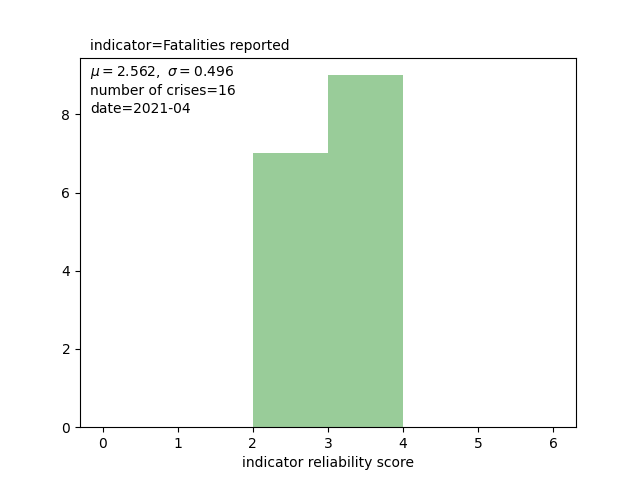 indicator=Fatalities reported
μ = 2.562, σ = 0.496
number of crises=16
date=2021-04
8
6
4
2
0
0 1 2 3 4 5 6
indicator reliability score